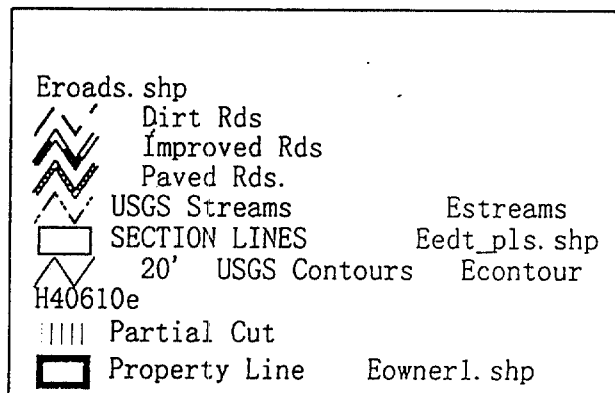 Eroads.shp
Dirt Rds
Improved Rds
Paved Rds.
USGS Streams Estreams
SECTION LINES Eedt_pls.shp
20' USGS Contours Econtour
H40610e
Partial Cut
Property Line Eowner1.shp